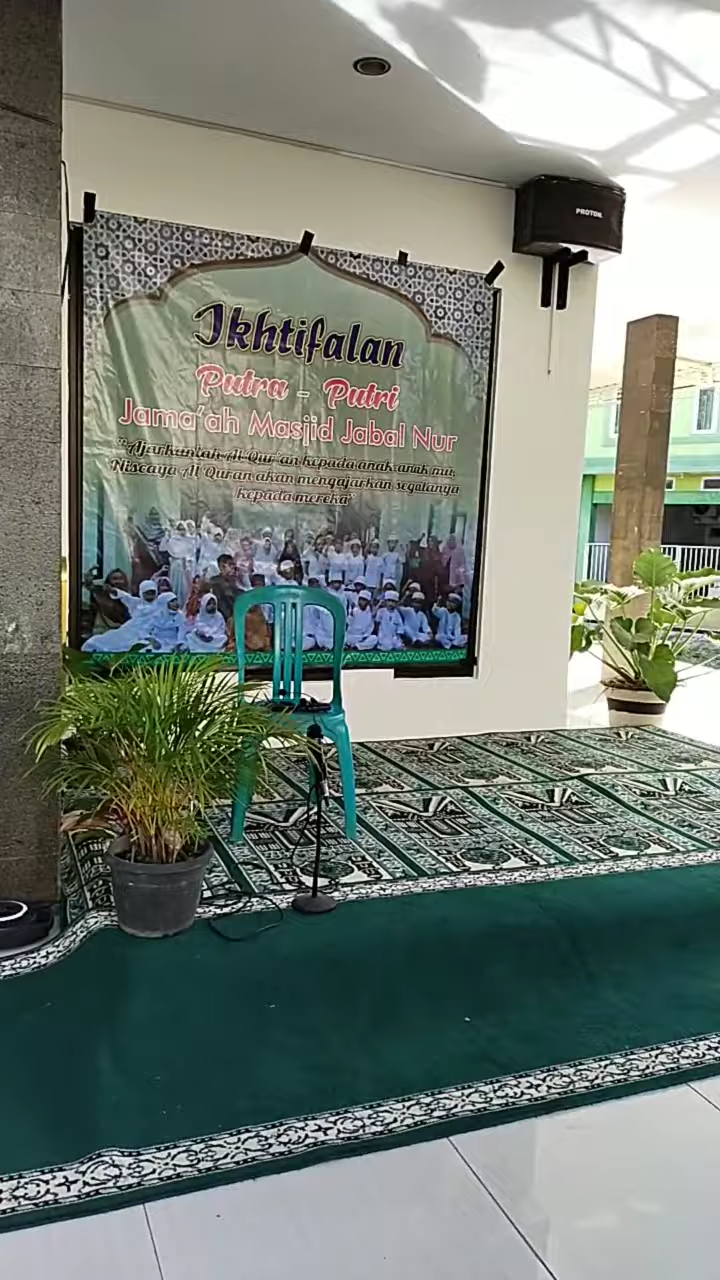 PROTON
Ikhtifalan
Putra - Putri
Jama'ah Masjid Jabal Nur
"Ajarkanlah Al-Qur'an kepada anak-anak mu,
Niscaya Al Quran akan mengajarkan segalanya
kepada mereka"